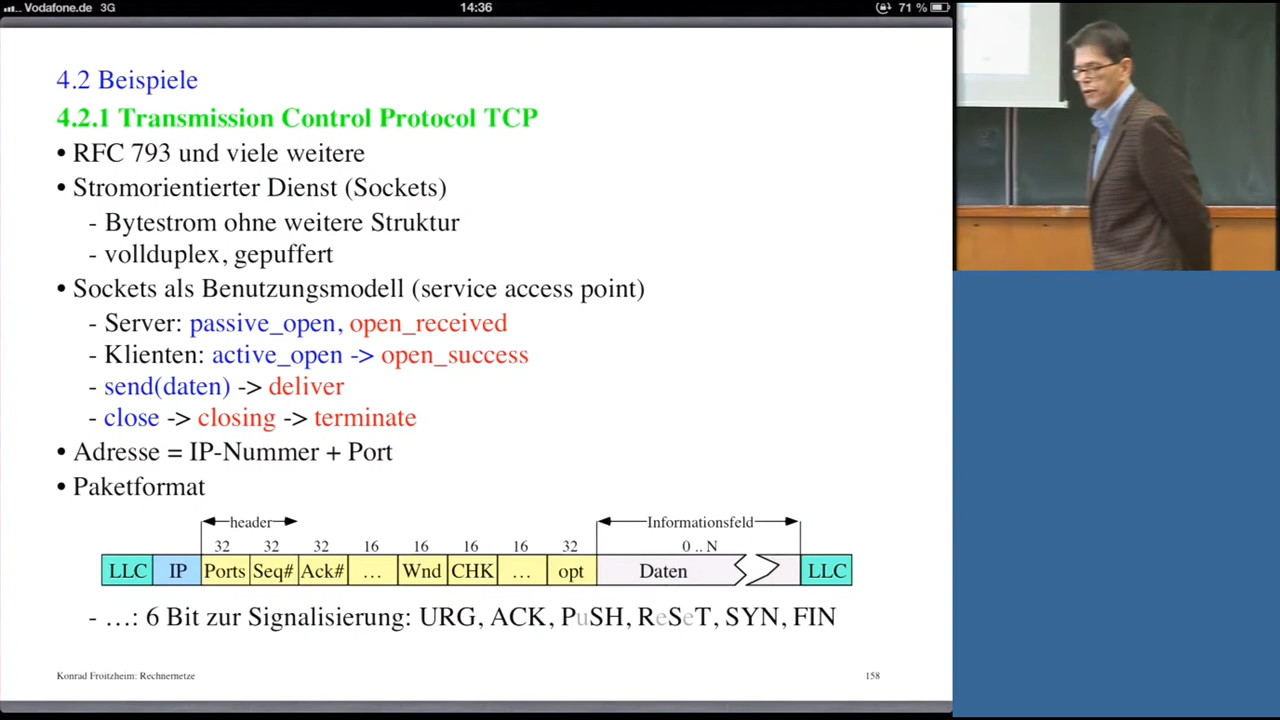 Vodafone.de 3G 14:36 71 %
4.2 Beispiele
4.2.1 Transmission Control Protocol TCP
• RFC 793 und viele weitere
• Stromorientierter Dienst (Sockets)
- Bytestrom ohne weitere Struktur
- vollduplex, gepuffert
• Sockets als Benutzungsmodell (service access point)
- Server: passive_open, open_received
- Klienten: active_open -> open_success
- send(daten) -> deliver
- close -> closing -> terminate
• Adresse = IP-Nummer + Port
• Paketformat
header Informationsfeld
32 32 32 16 16 16 16 32 0 .. N
LLC IP Ports Seq# Ack# … Wnd CHK … opt Daten LLC
- …: 6 Bit zur Signalisierung: URG, ACK, PuSH, ReSeT, SYN, FIN
Konrad Froitzheim: Rechnernetze 158